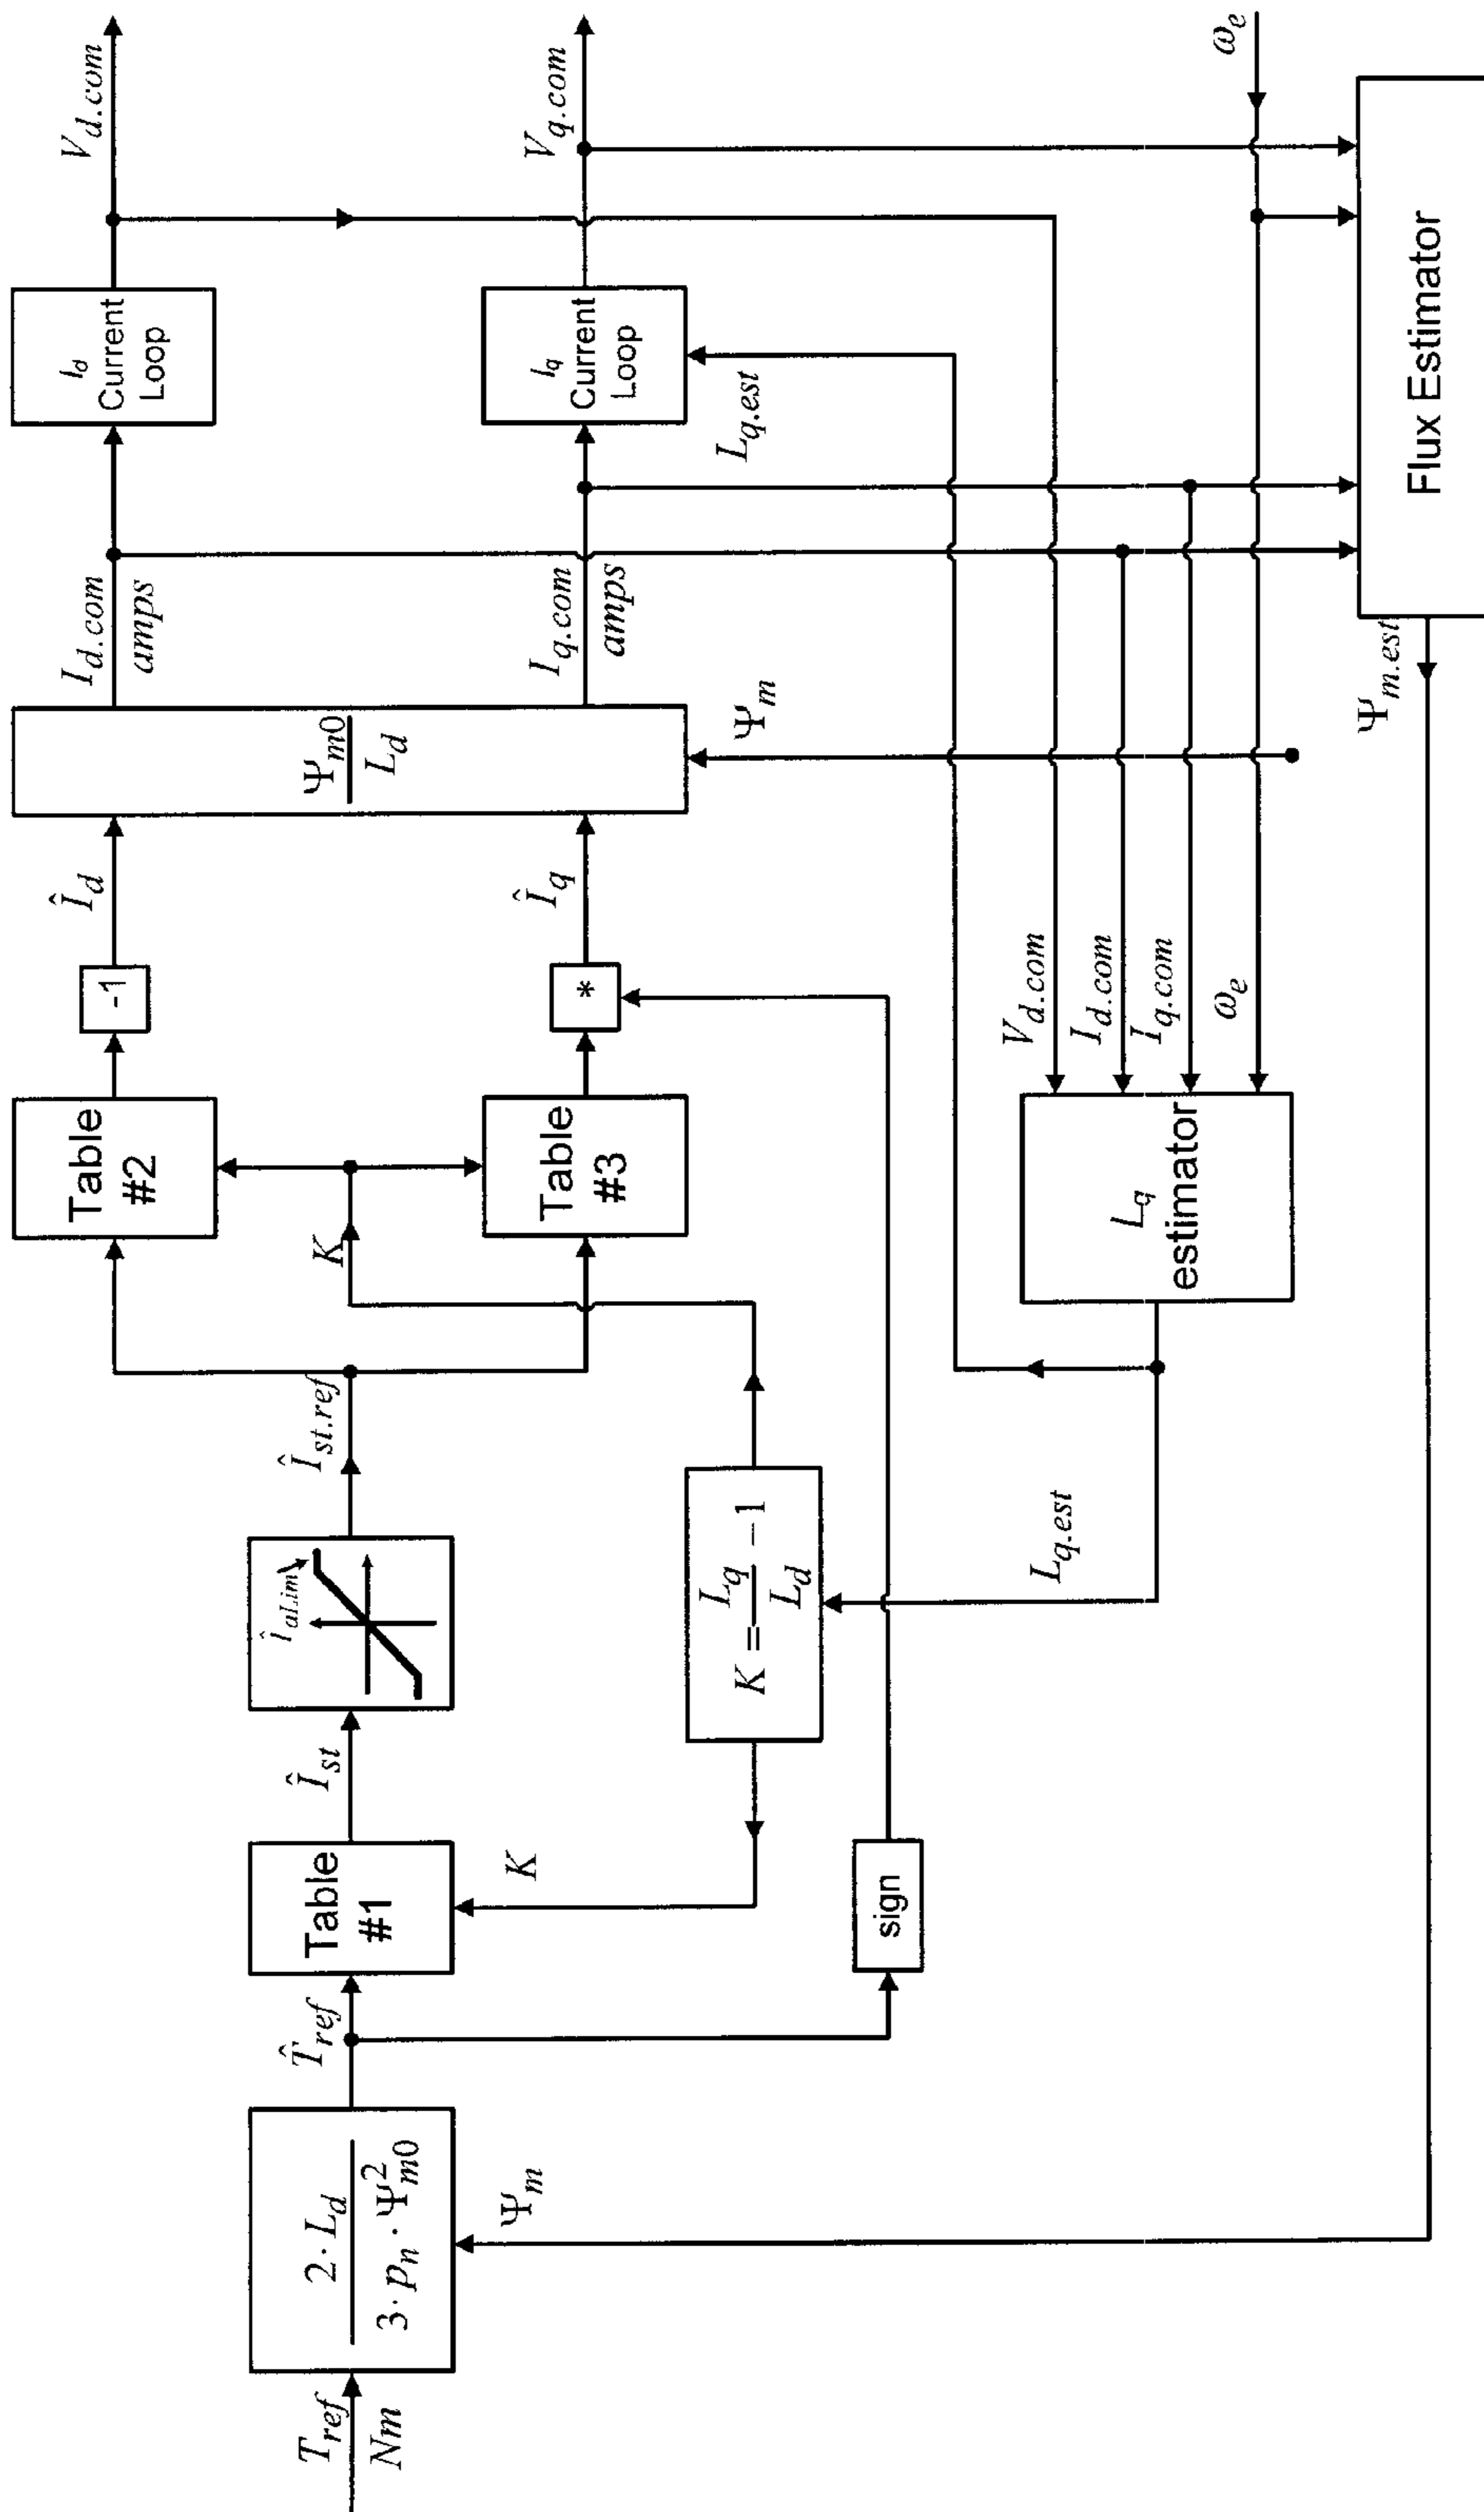 T_ref
Nm
2 · L_d
3 · p_n · Ψ_m0^2
Ψ_m
T̂_ref
Table
#1
K
sign
Î_st
Î_aLim
K = L_q / L_d − 1
L_q.est
Î_st.ref
K
Table
#2
Table
#3
-1
*
Î_d
Î_q
Ψ_m0
L_d
Ψ_m
I_d.com
amps
I_q.com
amps
I_d
Current
Loop
I_q
Current
Loop
L_q.est
V_d.com
V_q.com
L_q
estimator
V_d.com
I_d.com
I_q.com
ω_e
ω_e
Flux Estimator
Ψ_m.est